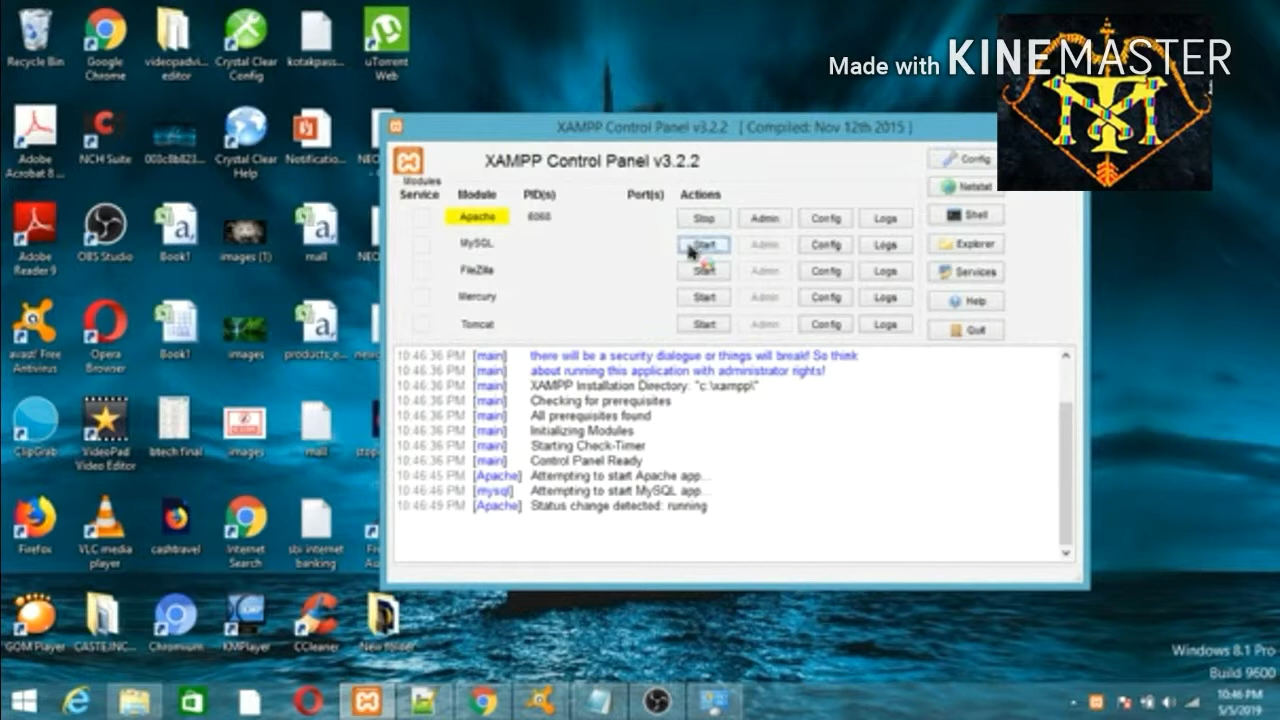 Made with KINEMASTER
Recycle Bin
Google Chrome
videopadvi... editor
Crystal Clear Config
kotakpass...
uTorrent Web
Adobe Acrobat 8 ...
NCH Suite
Crystal Clear Help
Notificatio...
Adobe Reader 9
OBS Studio
Book1
images (1)
mall
avast! Free Antivirus
Opera Browser
Book1
images
products_e...
ClipGrab
VideoPad Video Editor
btech final
images
mall
Firefox
VLC media player
cashtravel
Internet Search
sbi internet banking
GOM Player
CASTE,INC...
Chromium
KMPlayer
CCleaner
New folder
XAMPP Control Panel v3.2.2 [ Compiled: Nov 12th 2015 ]
XAMPP Control Panel v3.2.2
Config
Modules
Service Module PID(s) Port(s) Actions
Netstat
Apache 6068 Stop Admin Config Logs
Shell
MySQL Start Admin Config Logs
Explorer
FileZilla Start Admin Config Logs
Services
Mercury Start Admin Config Logs
Help
Tomcat Start Admin Config Logs
Quit
10:46:36 PM [main] there will be a security dialogue or things will break! So think
10:46:36 PM [main] about running this application with administrator rights!
10:46:36 PM [main] XAMPP Installation Directory: "c:\xampp\"
10:46:36 PM [main] Checking for prerequisites
10:46:36 PM [main] All prerequisites found
10:46:36 PM [main] Initializing Modules
10:46:36 PM [main] Starting Check-Timer
10:46:36 PM [main] Control Panel Ready
10:46:45 PM [Apache] Attempting to start Apache app...
10:46:46 PM [mysql] Attempting to start MySQL app...
10:46:49 PM [Apache] Status change detected: running
Windows 8.1 Pro
Build 9600
10:46 PM
5/5/2019